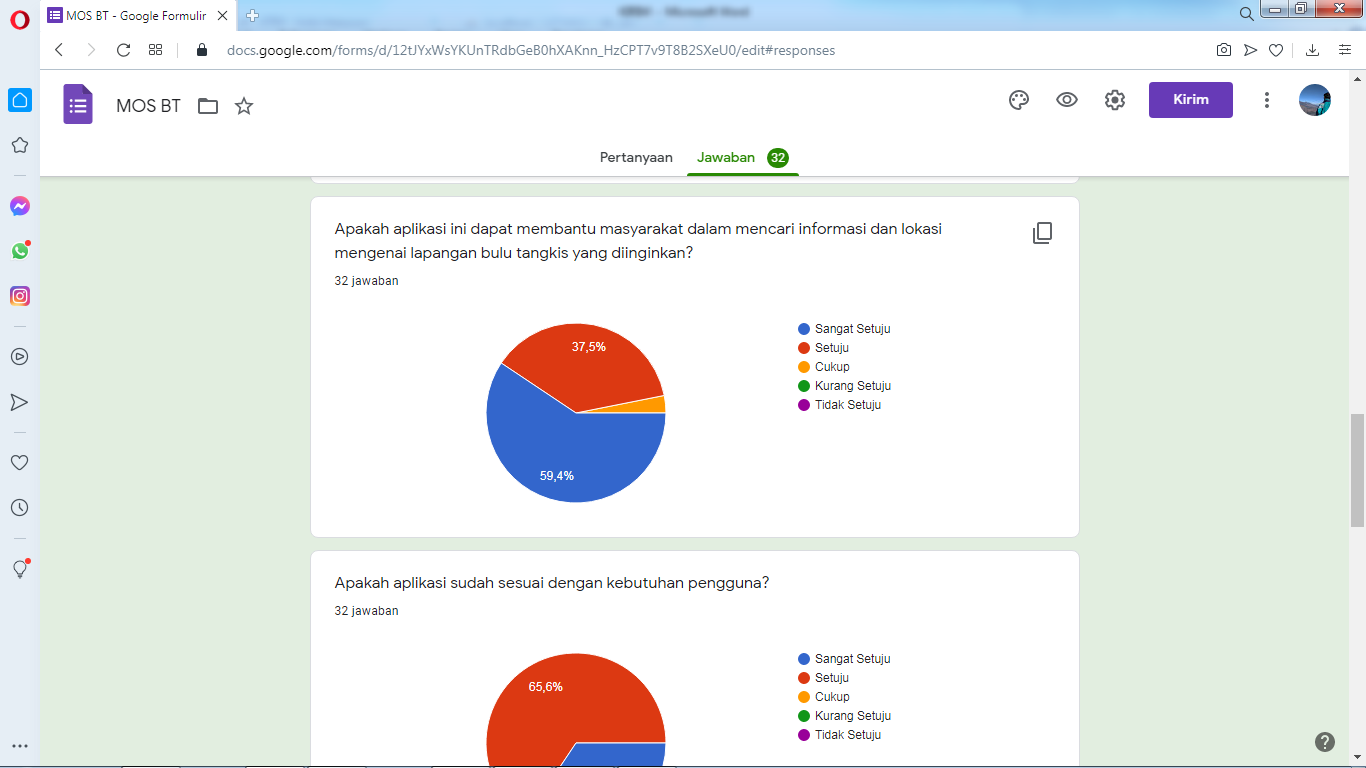 MOS BT - Google Formulir
Microsoft Word
docs.google.com/forms/d/12tJYxWsYKUnTRdbGeB0hXAKnn_HzCPT7v9T8B2SXeU0/edit#responses
MOS BT
Kirim
Pertanyaan
Jawaban 32
Apakah aplikasi ini dapat membantu masyarakat dalam mencari informasi dan lokasi
mengenai lapangan bulu tangkis yang diinginkan?
32 jawaban
37,5%
59,4%
Sangat Setuju
Setuju
Cukup
Kurang Setuju
Tidak Setuju
Apakah aplikasi sudah sesuai dengan kebutuhan pengguna?
32 jawaban
65,6%
Sangat Setuju
Setuju
Cukup
Kurang Setuju
Tidak Setuju